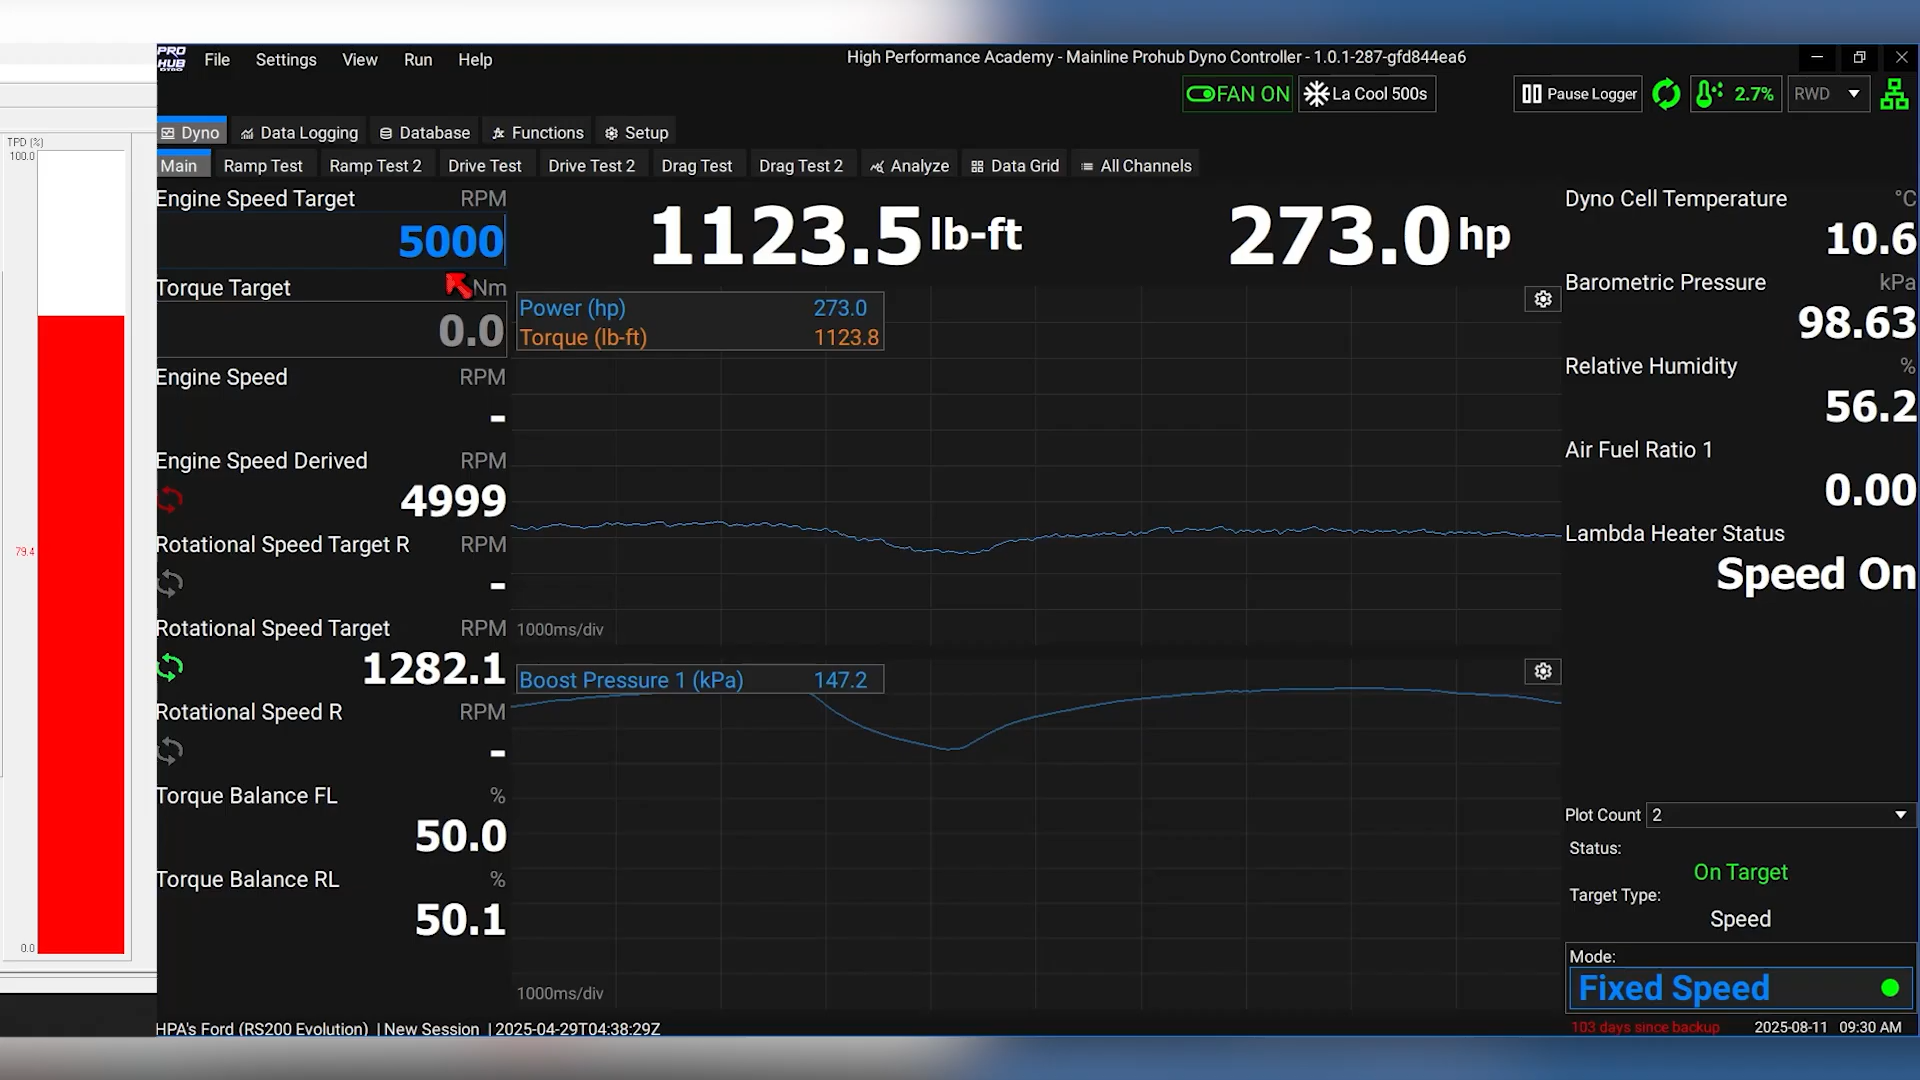 PRO HUB DYNO File Settings View Run Help High Performance Academy - Mainline Prohub Dyno Controller - 1.0.1-287-gfd844ea6
FAN ON La Cool 500s Pause Logger 2.7% RWD
Dyno Data Logging Database Functions Setup
Main Ramp Test Ramp Test 2 Drive Test Drive Test 2 Drag Test Drag Test 2 Analyze Data Grid All Channels
TPD (%)
100.0
79.4
0.0
Engine Speed Target RPM
5000
Torque Target Nm
0.0
Engine Speed RPM
-
Engine Speed Derived RPM
4999
Rotational Speed Target R RPM
-
Rotational Speed Target RPM
1282.1
Rotational Speed R RPM
-
Torque Balance FL %
50.0
Torque Balance RL %
50.1
1123.5 lb-ft 273.0 hp
Power (hp) 273.0
Torque (lb-ft) 1123.8
1000ms/div
Boost Pressure 1 (kPa) 147.2
1000ms/div
Dyno Cell Temperature °C
10.6
Barometric Pressure kPa
98.63
Relative Humidity %
56.2
Air Fuel Ratio 1
0.00
Lambda Heater Status
Speed On
Plot Count 2
Status:
On Target
Target Type:
Speed
Mode:
Fixed Speed
HPA's Ford (RS200 Evolution) | New Session | 2025-04-29T04:38:29Z
103 days since backup 2025-08-11 09:30 AM